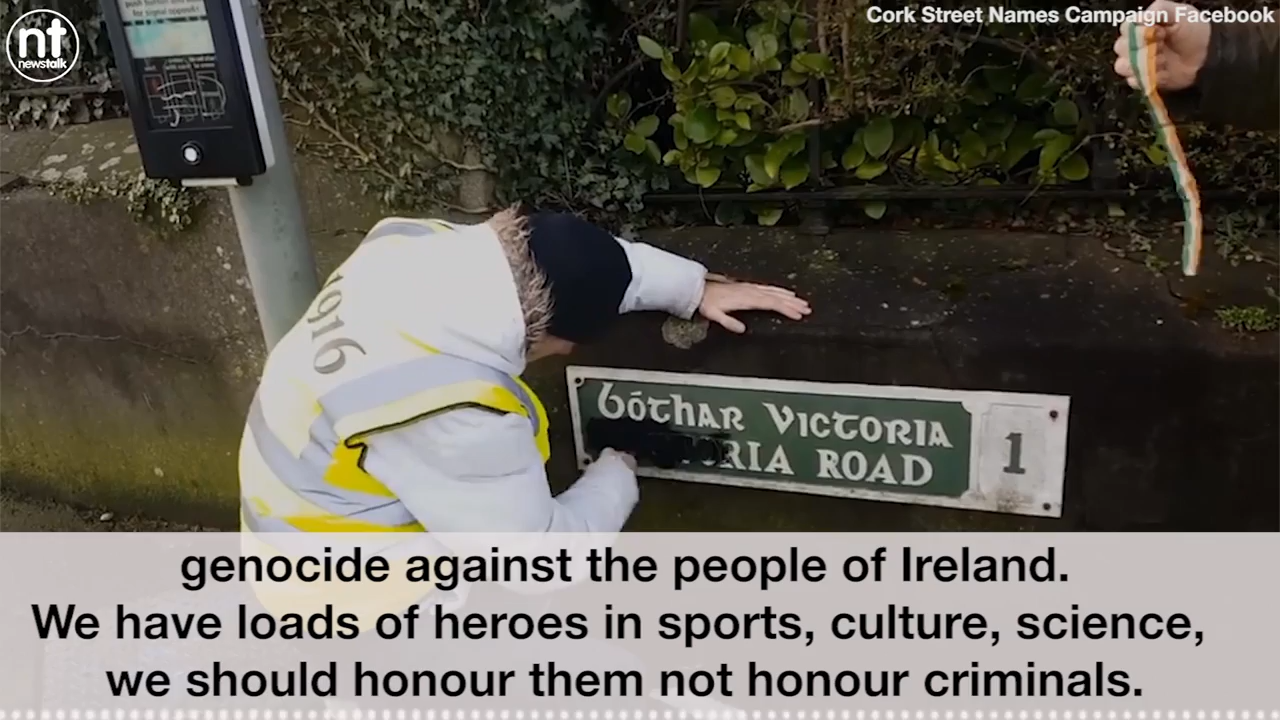 nt
newstalk
Cork Street Names Campaign Facebook
1916
bóthar Victoria
ria Road
1
genocide against the people of Ireland.
We have loads of heroes in sports, culture, science,
we should honour them not honour criminals.